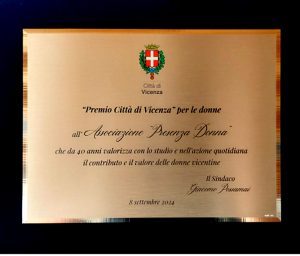 Città di
Vicenza
"Premio Città di Vicenza" per le donne
all'Associazione "Presenza Donna"
che da 40 anni valorizza con lo studio e nell'azione quotidiana
il contributo e il valore delle donne vicentine
Il Sindaco
Giacomo Possamai
8 settembre 2024